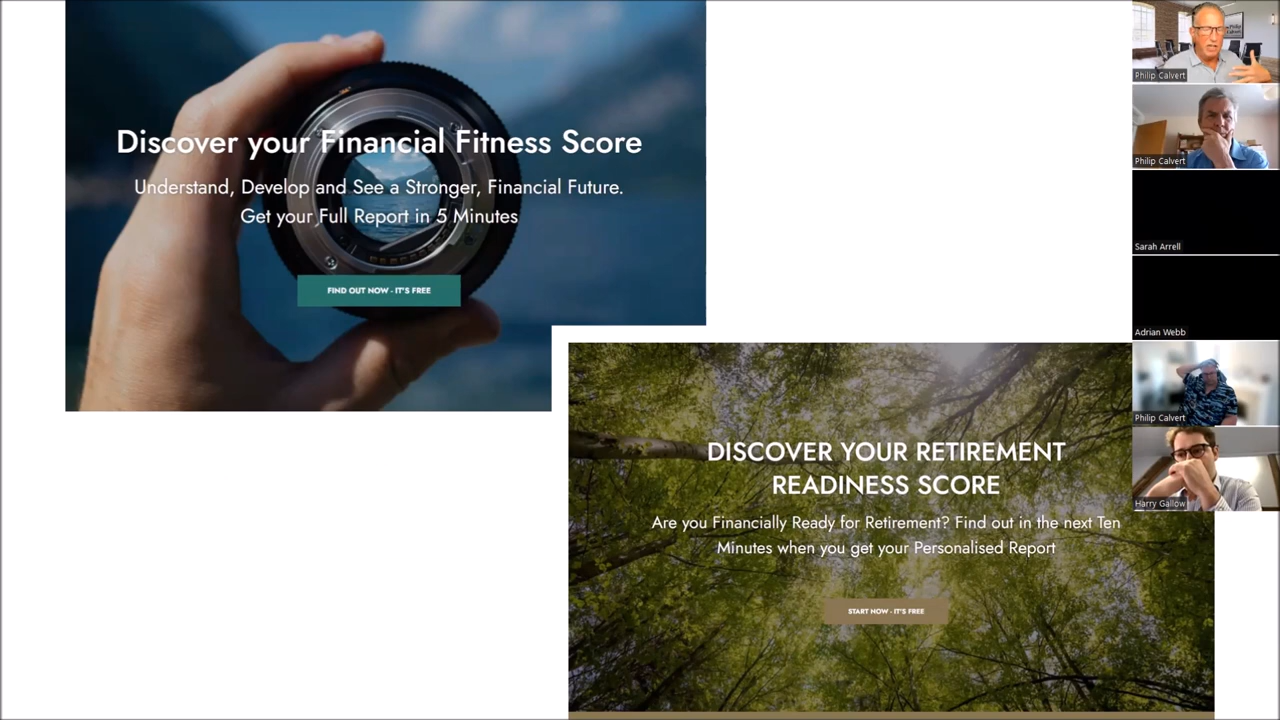 Discover your Financial Fitness Score
Understand, Develop and See a Stronger, Financial Future.
Get your Full Report in 5 Minutes
FIND OUT NOW - IT'S FREE
DISCOVER YOUR RETIREMENT
READINESS SCORE
Are you Financially Ready for Retirement? Find out in the next Ten
Minutes when you get your Personalised Report
START NOW - IT'S FREE
Philip Calvert
Philip Calvert
Sarah Arrell
Adrian Webb
Philip Calvert
Harry Gallow